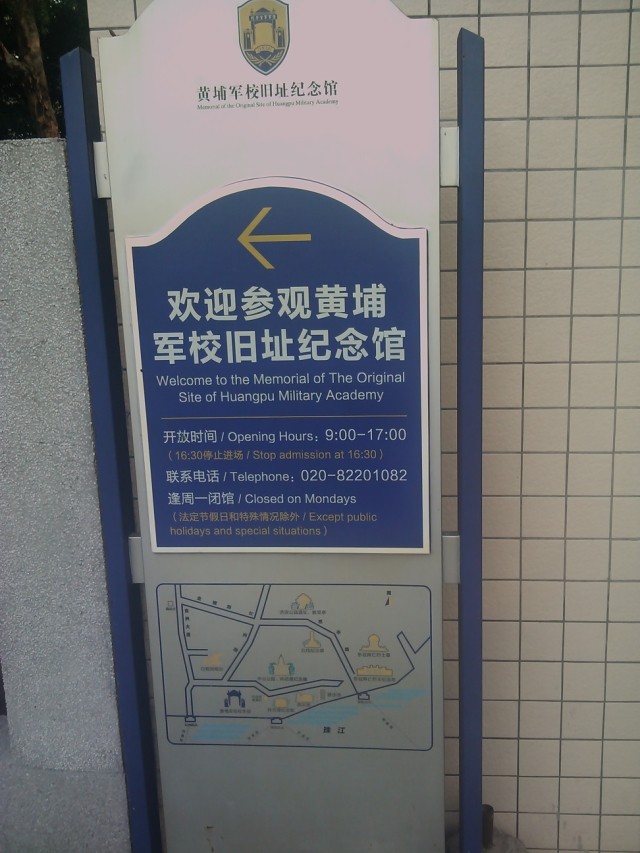 黄埔军校旧址纪念馆
Memorial of the Original Site of Huangpu Military Academy
欢迎参观黄埔
军校旧址纪念馆
Welcome to the Memorial of The Original
Site of Huangpu Military Academy
开放时间 / Opening Hours: 9:00-17:00
（16:30停止进场 / Stop admission at 16:30）
联系电话 / Telephone: 020-82201082
逢周一闭馆 / Closed on Mondays
（法定节假日和特殊情况除外 / Except public
holidays and special situations）
珠 江